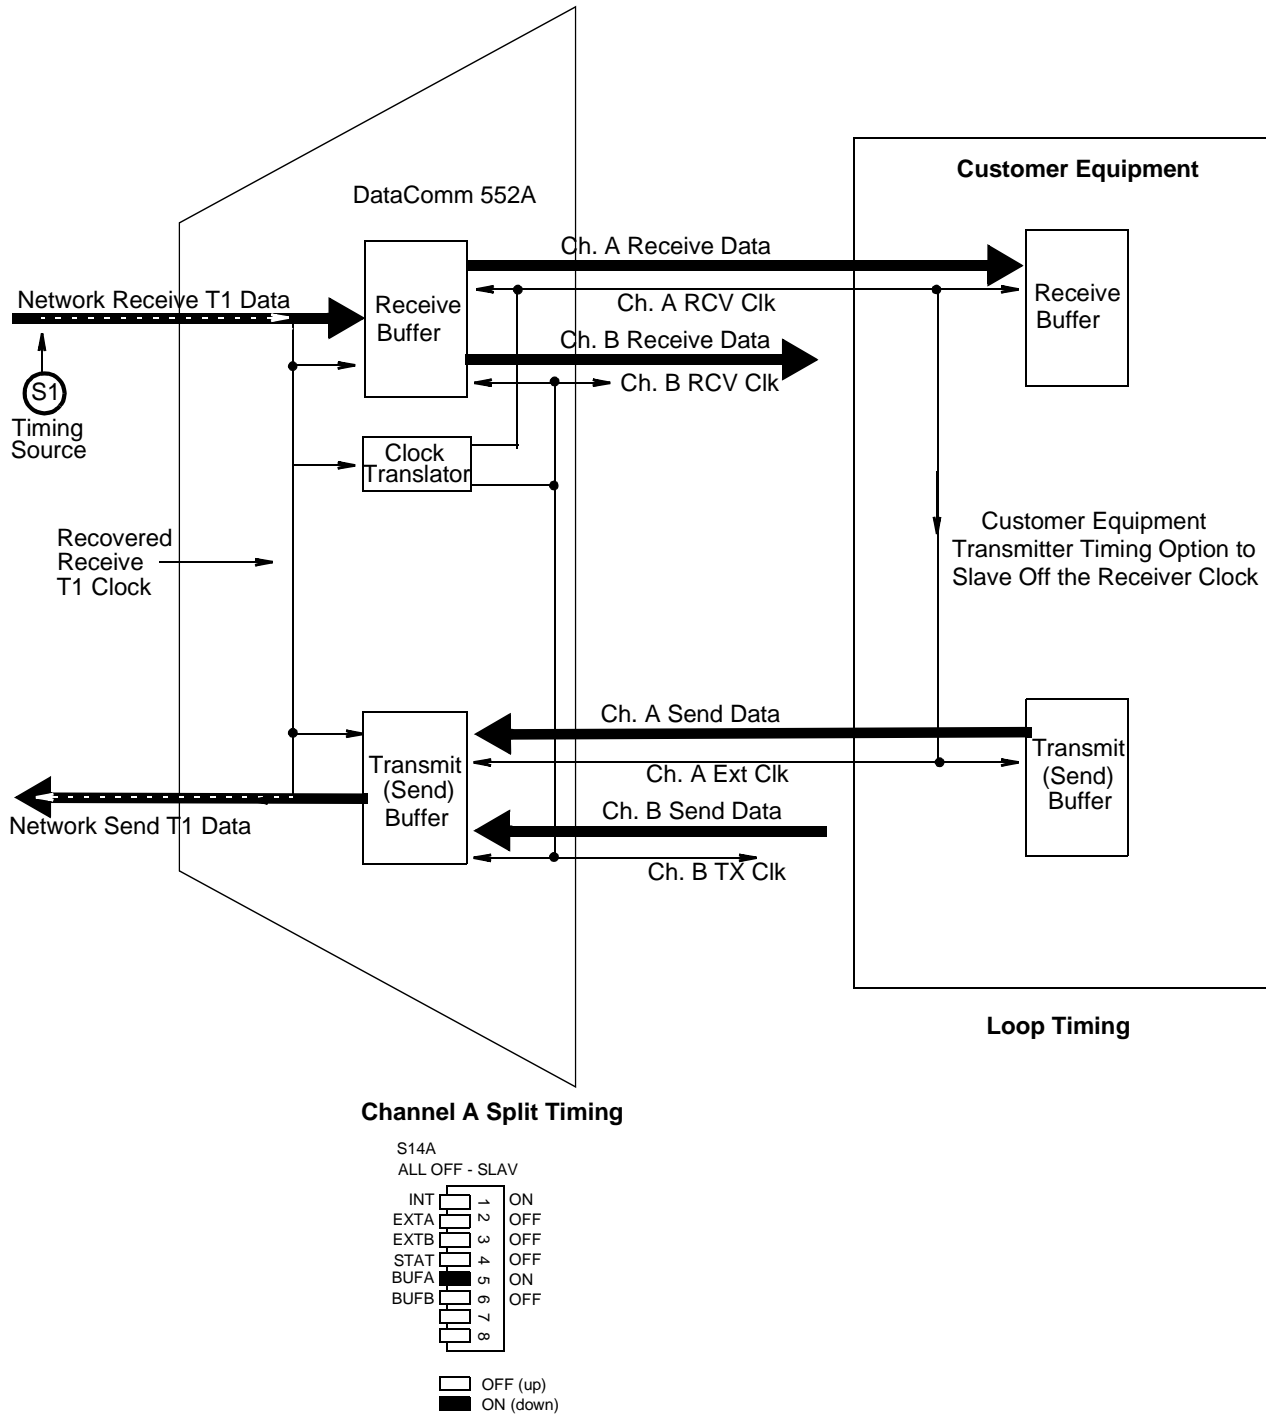 DataComm 552A
Customer Equipment
Ch. A Receive Data
Network Receive T1 Data
Receive
Buffer
Ch. A RCV Clk
Receive
Buffer
Ch. B Receive Data
Ch. B RCV Clk
S1
Timing
Source
Clock
Translator
Recovered
Receive
T1 Clock
Customer Equipment
Transmitter Timing Option to
Slave Off the Receiver Clock
Ch. A Send Data
Transmit
(Send)
Buffer
Ch. A Ext Clk
Transmit
(Send)
Buffer
Ch. B Send Data
Network Send T1 Data
Ch. B TX Clk
Loop Timing
Channel A Split Timing
S14A
ALL OFF - SLAV
INT 1 ON
EXTA 2 OFF
EXTB 3 OFF
STAT 4 OFF
BUFA 5 ON
BUFB 6 OFF
7
8
OFF (up)
ON (down)